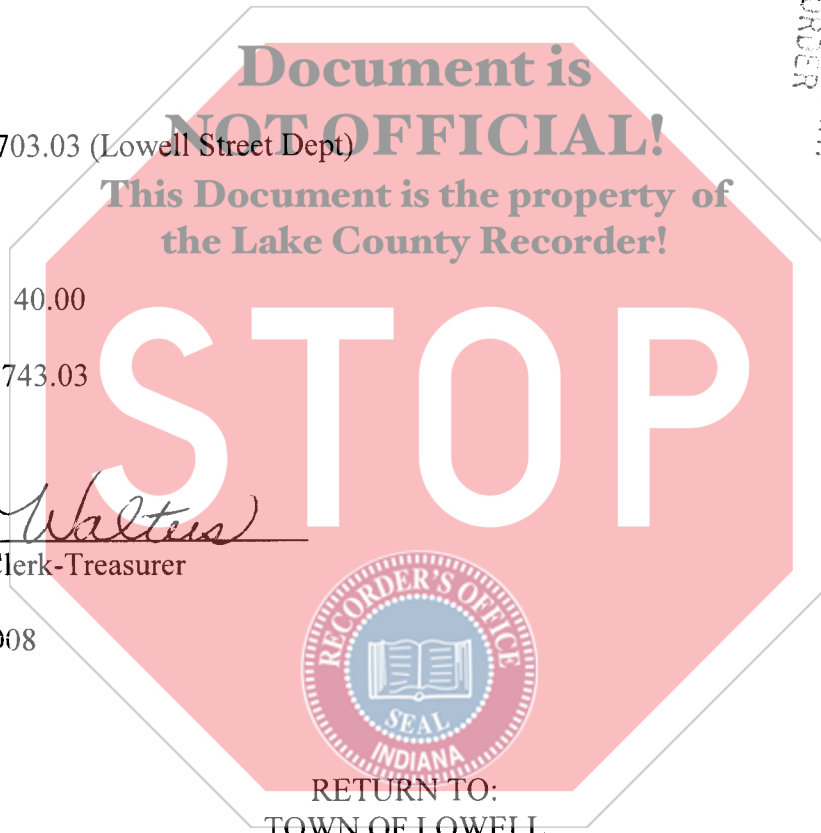 Document is
NOT OFFICIAL!
703.03 (Lowell Street Dept)
This Document is the property of
the Lake County Recorder!
40.00
743.03
STOP
Walters
Clerk-Treasurer
008
RECORDER'S OFFICE
SEAL
INDIANA
RETURN TO:
TOWN OF LOWELL